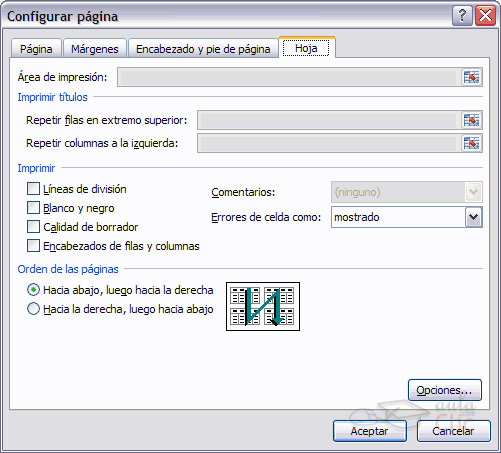 Configurar página
Página Márgenes Encabezado y pie de página Hoja
Área de impresión:
Imprimir títulos
Repetir filas en extremo superior:
Repetir columnas a la izquierda:
Imprimir
Líneas de división
Blanco y negro
Calidad de borrador
Encabezados de filas y columnas
Comentarios: (ninguno)
Errores de celda como: mostrado
Orden de las páginas
Hacia abajo, luego hacia la derecha
Hacia la derecha, luego hacia abajo
Opciones...
aula
Clic
Aceptar Cancelar